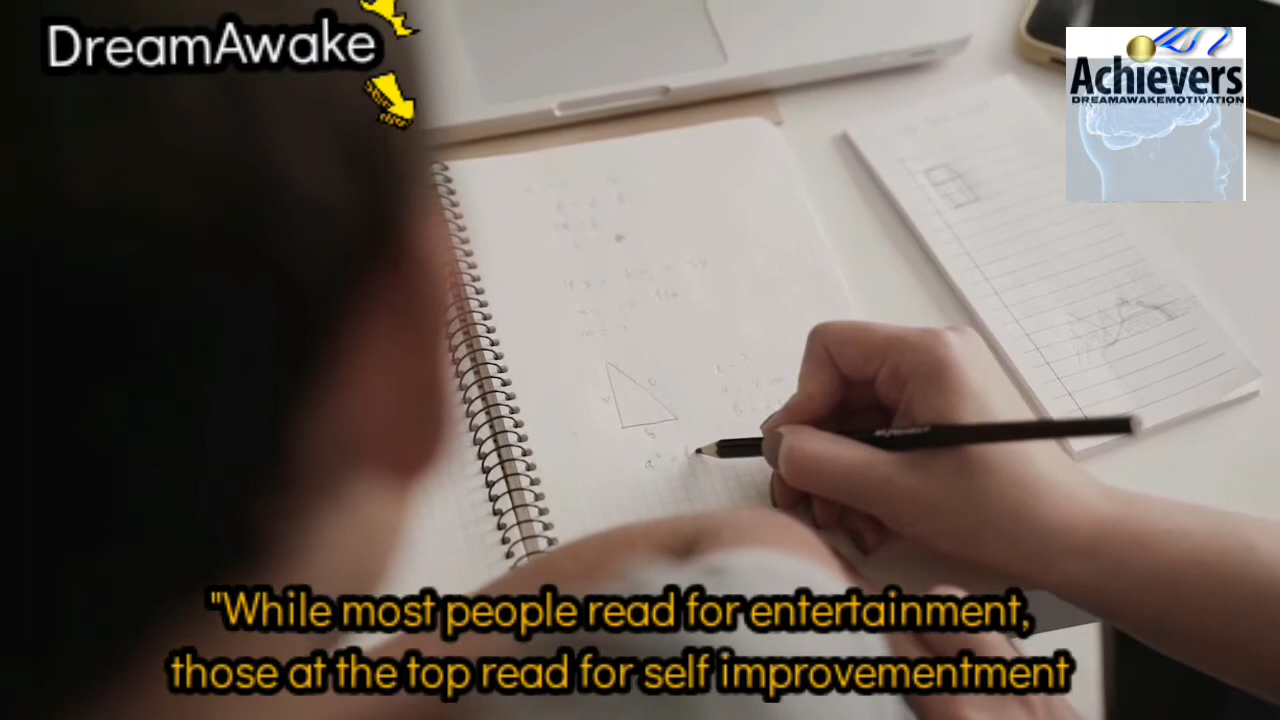 DreamAwake
Achievers
DREAMAWAKEMOTIVATION
"While most people read for entertainment,
those at the top read for self improvementment